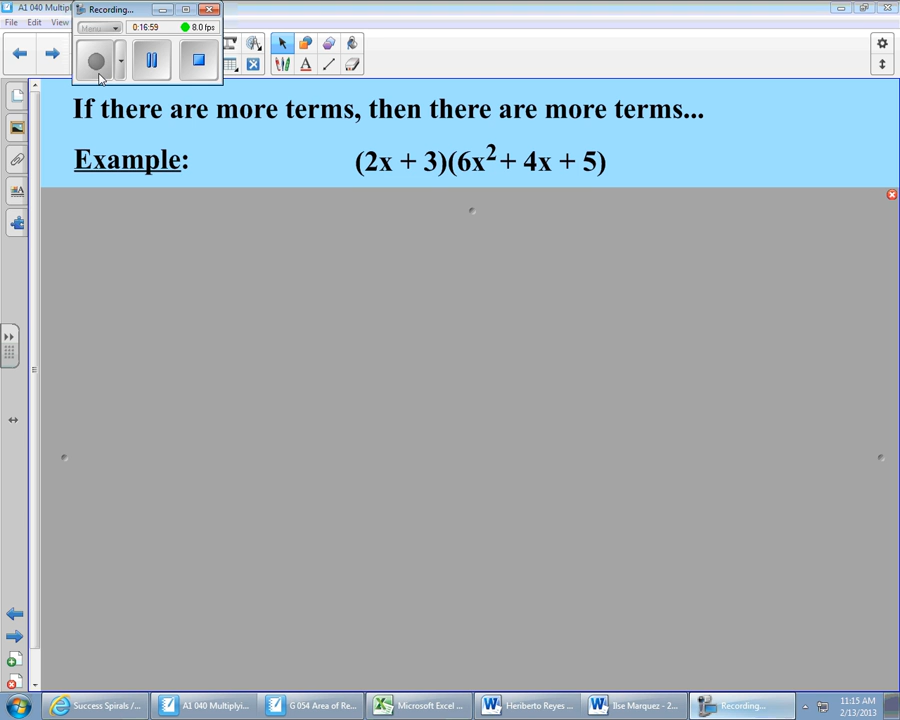 A1 040 Multipl
Recording...
File Edit View
Menu 0:16:59 8.0 fps
If there are more terms, then there are more terms...
Example: (2x + 3)(6x² + 4x + 5)
Success Spirals /... A1 040 Multiplyi... G 054 Area of Re... Microsoft Excel ... Heriberto Reyes ... Ilse Marquez - 2... Recording... 11:15 AM
2/13/2013